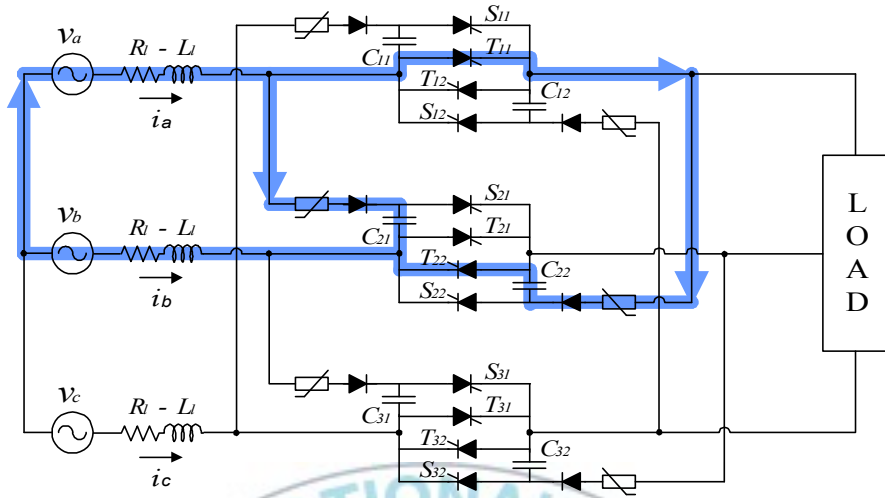 S11
va
Rl - Ll
C11
T11
T12
C12
ia
S12
L
O
A
D
S21
vb
Rl - Ll
C21
T21
T22
C22
ib
S22
S31
vc
Rl - Ll
C31
T31
T32
C32
ic
S32
TIONAL